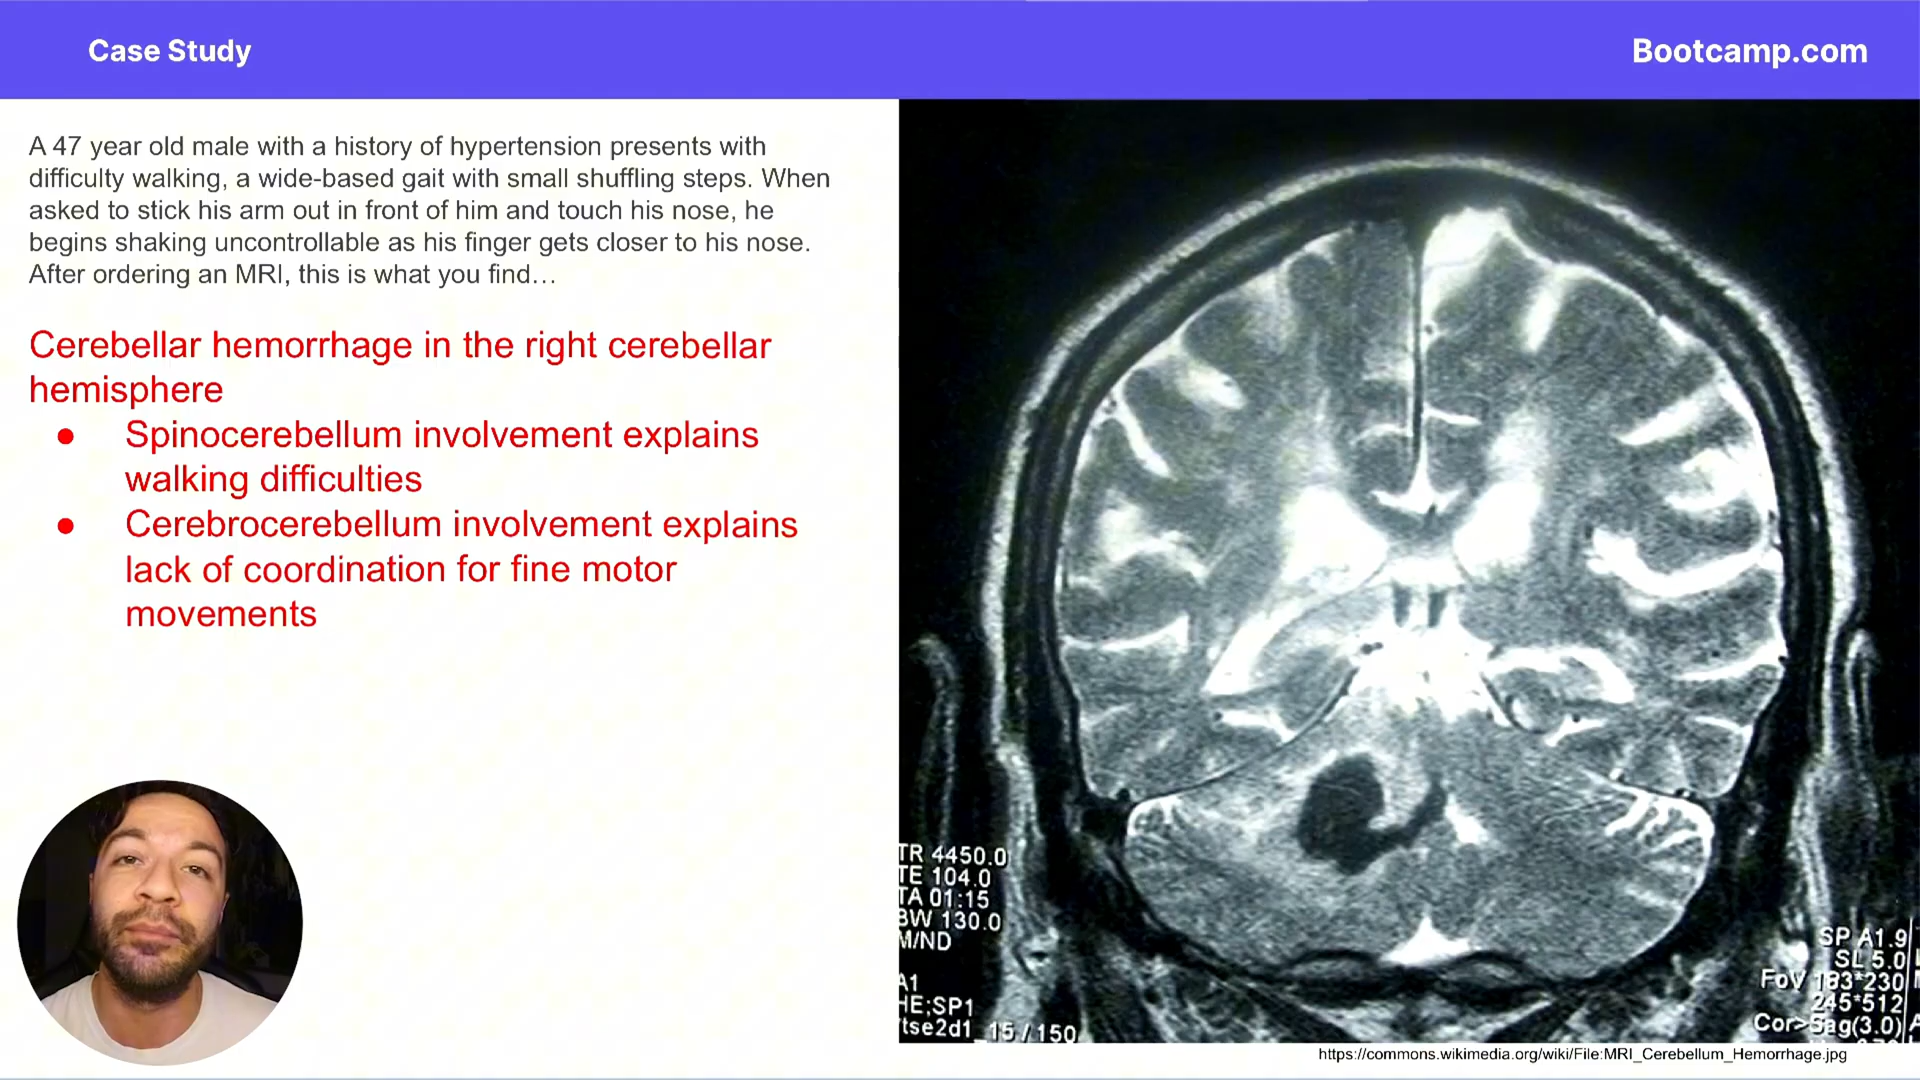 Case Study
Bootcamp.com
A 47 year old male with a history of hypertension presents with
difficulty walking, a wide-based gait with small shuffling steps. When
asked to stick his arm out in front of him and touch his nose, he
begins shaking uncontrollable as his finger gets closer to his nose.
After ordering an MRI, this is what you find…
Cerebellar hemorrhage in the right cerebellar
hemisphere
● Spinocerebellum involvement explains
walking difficulties
● Cerebrocerebellum involvement explains
lack of coordination for fine motor
movements
TR 4450.0
TE 104.0
TA 01:15
BW 130.0
M/ND
A1
HE;SP1
tse2d1_15/150
SP A1.9
SL 5.0
FoV 183*230
245*512
Cor>Sag(3.0)
https://commons.wikimedia.org/wiki/File:MRI_Cerebellum_Hemorrhage.jpg